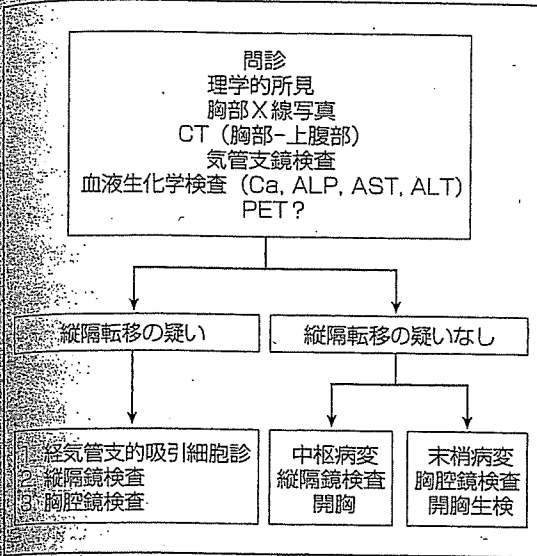 問診
理学的所見
胸部X線写真
CT（胸部-上腹部）
気管支鏡検査
血液生化学検査（Ca, ALP, AST, ALT）
PET？
縦隔転移の疑い
縦隔転移の疑いなし
1 経気管支的吸引細胞診
2 縦隔鏡検査
3 胸腔鏡検査
中枢病変
縦隔鏡検査
開胸
末梢病変
胸腔鏡検査
開胸生検